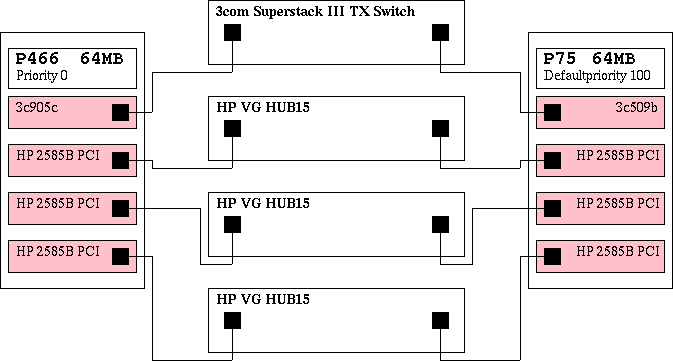 3com Superstack III TX Switch
P466 64MB
Priority 0
P75 64MB
Defaultpriority 100
3c905c
HP VG HUB15
3c509b
HP 2585B PCI
HP 2585B PCI
HP 2585B PCI
HP VG HUB15
HP 2585B PCI
HP 2585B PCI
HP 2585B PCI
HP VG HUB15